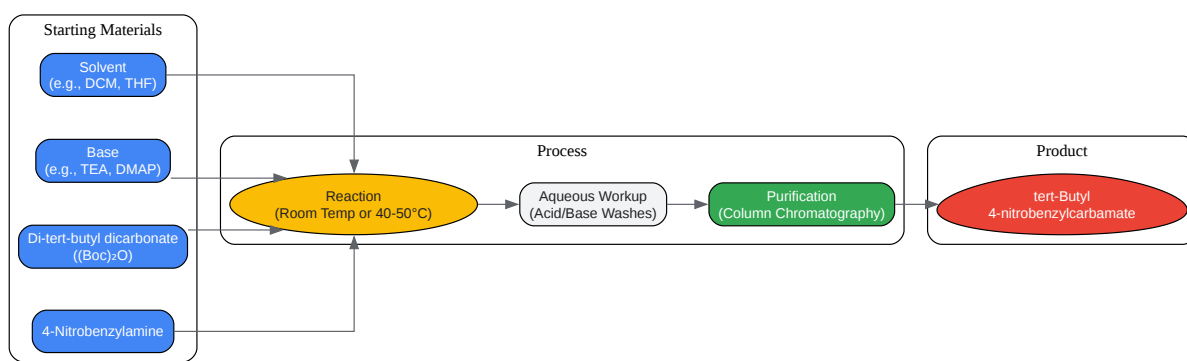 Starting Materials
Solvent
(e.g., DCM, THF)
Base
(e.g., TEA, DMAP)
Di-tert-butyl dicarbonate
((Boc)₂O)
4-Nitrobenzylamine
Process
Reaction
(Room Temp or 40-50°C)
Aqueous Workup
(Acid/Base Washes)
Purification
(Column Chromatography)
Product
tert-Butyl
4-nitrobenzylcarbamate